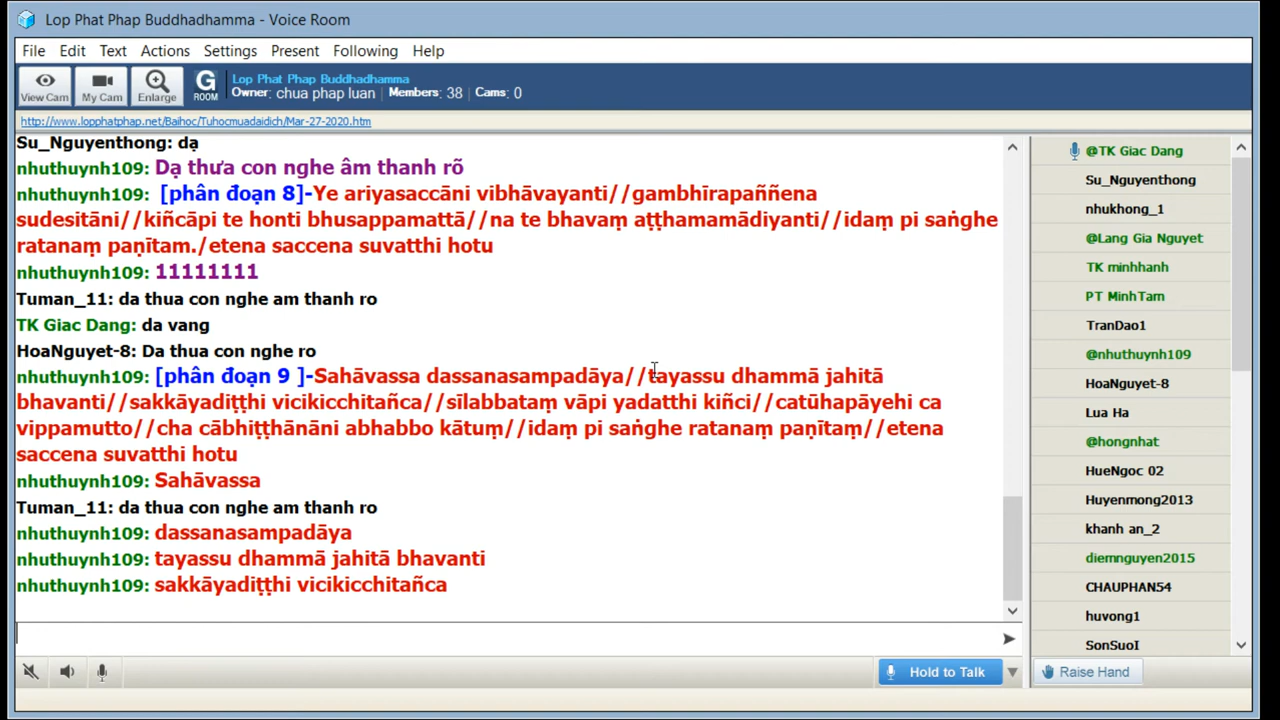 Lop Phat Phap Buddhadhamma - Voice Room
File Edit Text Actions Settings Present Following Help
View Cam My Cam Enlarge G ROOM Lop Phat Phap Buddhadhamma
Owner: chua phap luan Members: 38 Cams: 0
http://www.lopphatphap.net/Baihoc/Tuhocmuadaidich/Mar-27-2020.htm
Su_Nguyenthong: dạ
nhuthuynh109: Dạ thưa con nghe âm thanh rõ
nhuthuynh109: [phân đoạn 8]-Ye ariyasaccāni vibhāvayanti//gambhīrapaññena
sudesitāni//kiñcāpi te honti bhusappamattā//na te bhavaṃ aṭṭhamamādiyanti//idaṃ pi saṅghe
ratanaṃ paṇītam./etena saccena suvatthi hotu
nhuthuynh109: 11111111
Tuman_11: da thua con nghe am thanh ro
TK Giac Dang: da vang
HoaNguyet-8: Da thua con nghe ro
nhuthuynh109: [phân đoạn 9 ]-Sahāvassa dassanasampadāya//tayassu dhammā jahitā
bhavanti//sakkāyadiṭṭhi vicikicchitañca//sīlabbataṃ vāpi yadatthi kiñci//catūhapāyehi ca
vippamutto//cha cābhiṭṭhānāni abhabbo kātuṃ//idaṃ pi saṅghe ratanaṃ paṇītaṃ//etena
saccena suvatthi hotu
nhuthuynh109: Sahāvassa
Tuman_11: da thua con nghe am thanh ro
nhuthuynh109: dassanasampadāya
nhuthuynh109: tayassu dhammā jahitā bhavanti
nhuthuynh109: sakkāyadiṭṭhi vicikicchitañca
@TK Giac Dang
Su_Nguyenthong
nhukhong_1
@Lang Gia Nguyet
TK minhhanh
PT MinhTam
TranDao1
@nhuthuynh109
HoaNguyet-8
Lua Ha
@hongnhat
HueNgoc 02
Huyenmong2013
khanh an_2
diemnguyen2015
CHAUPHAN54
huvong1
SonSuoI
Hold to Talk
Raise Hand